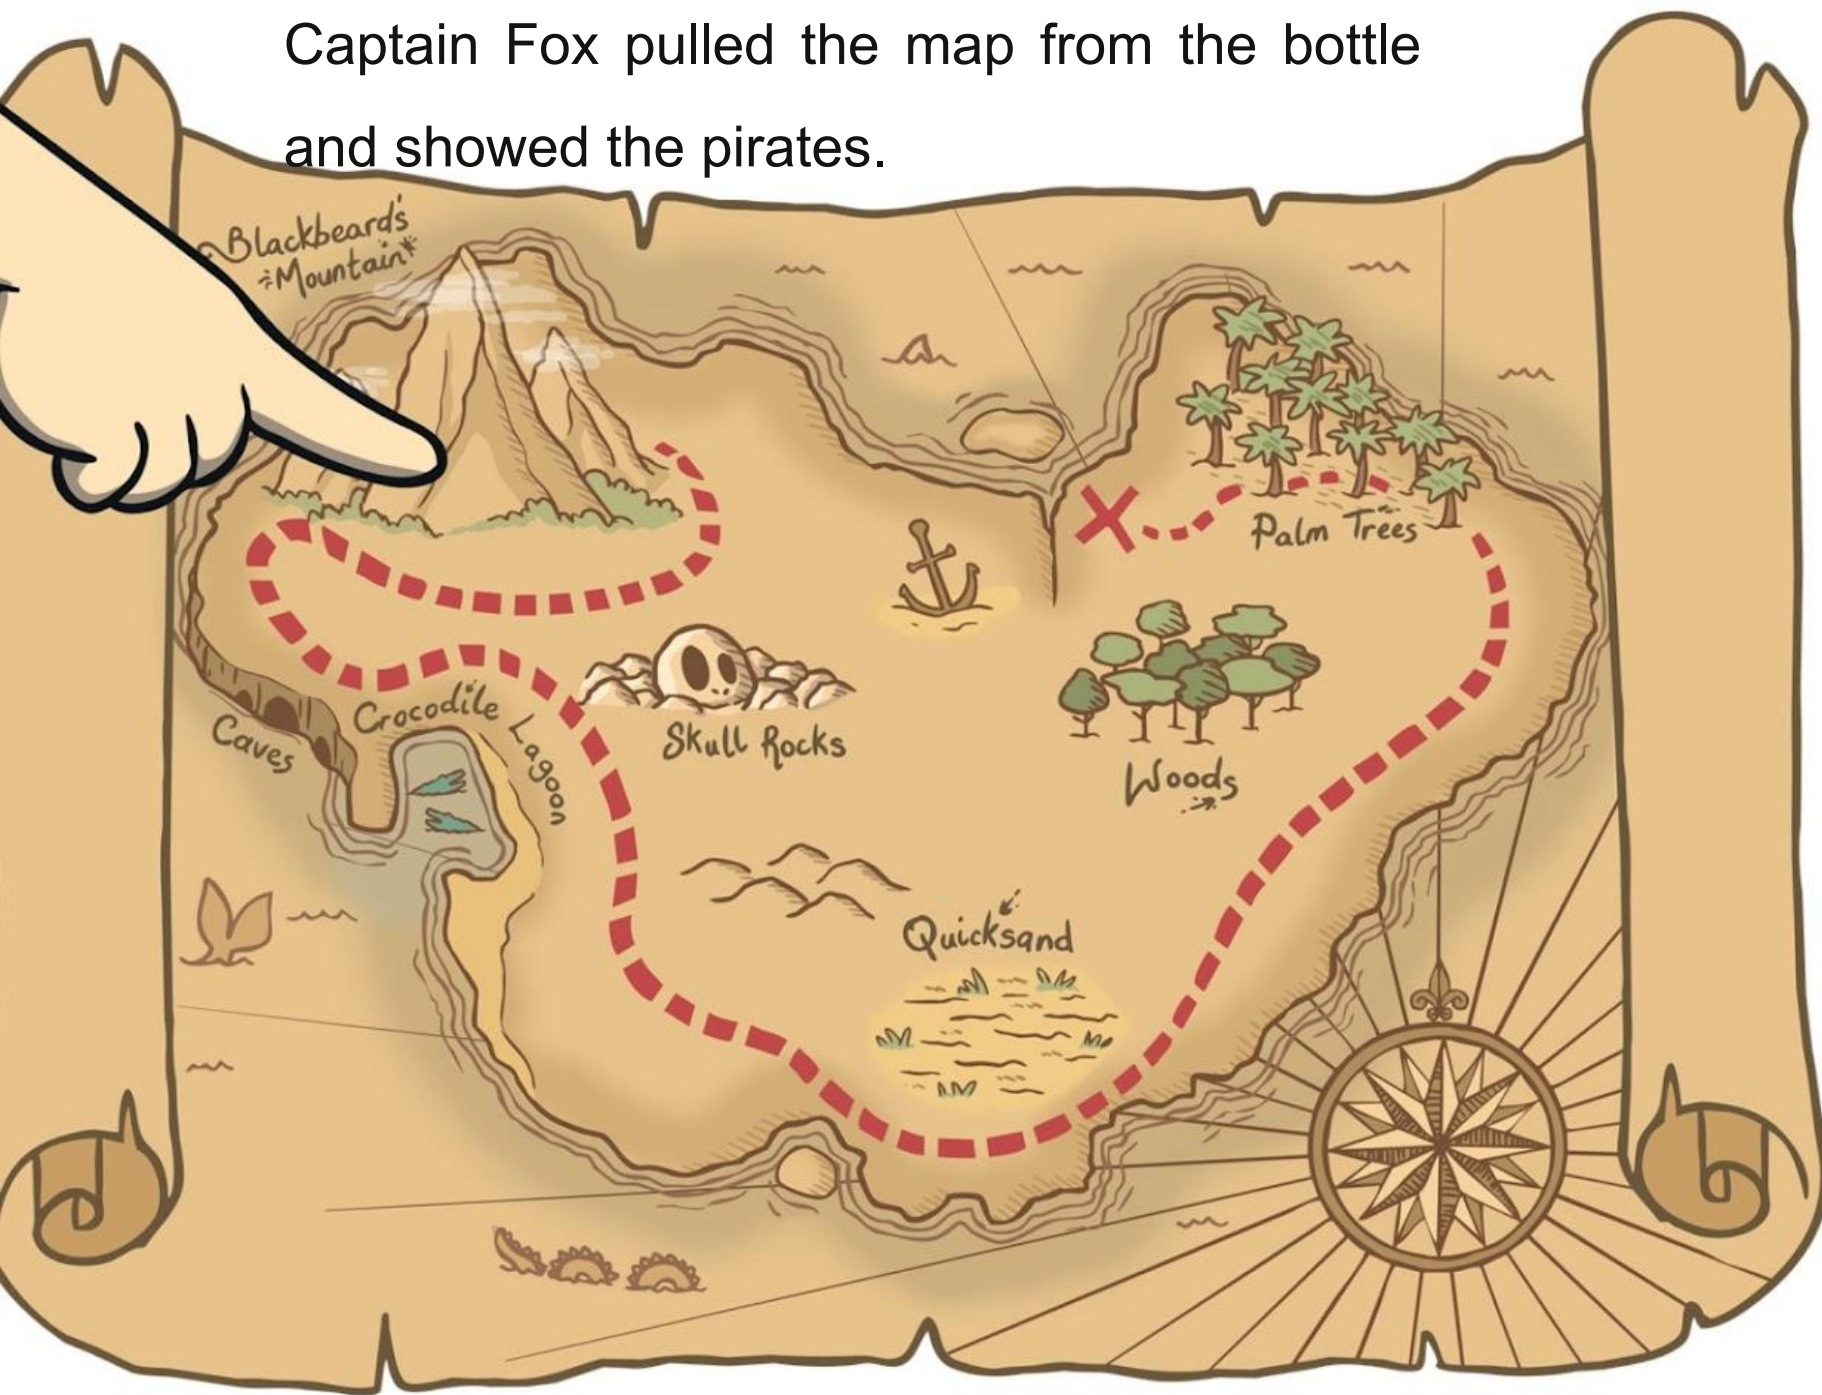 Captain Fox pulled the map from the bottle
and showed the pirates.
Blackbeard's
Mountain
Palm Trees
Skull Rocks
Crocodile Lagoon
Caves
Woods
Quicksand